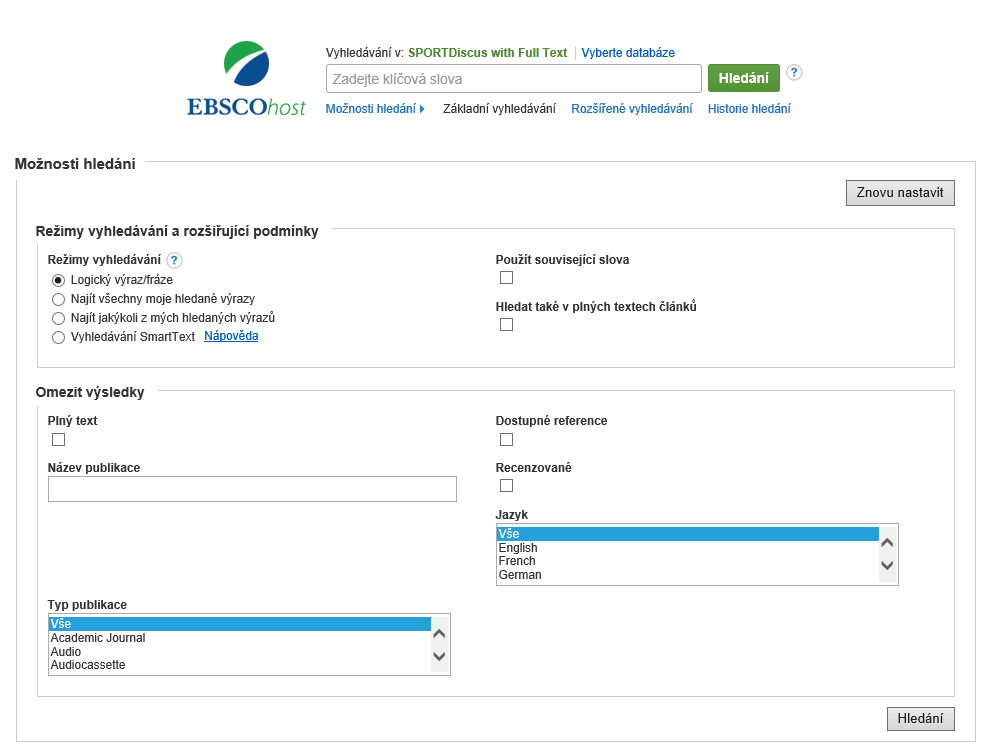 EBSCOhost
Vyhledávání v: SPORTDiscus with Full Text Vyberte databáze
Zadejte klíčová slova Hledání ?
Možnosti hledání Základní vyhledávání Rozšířené vyhledávání Historie hledání
Možnosti hledání
Znovu nastavit
Režimy vyhledávání a rozšiřující podmínky
Režimy vyhledávání ?
Logický výraz/fráze
Najít všechny moje hledané výrazy
Najít jakýkoli z mých hledaných výrazů
Vyhledávání SmartText Nápověda
Použít související slova
Hledat také v plných textech článků
Omezit výsledky
Plný text
Dostupné reference
Název publikace
Recenzované
Jazyk
Vše
English
French
German
Typ publikace
Vše
Academic Journal
Audio
Audiocassette
Hledání